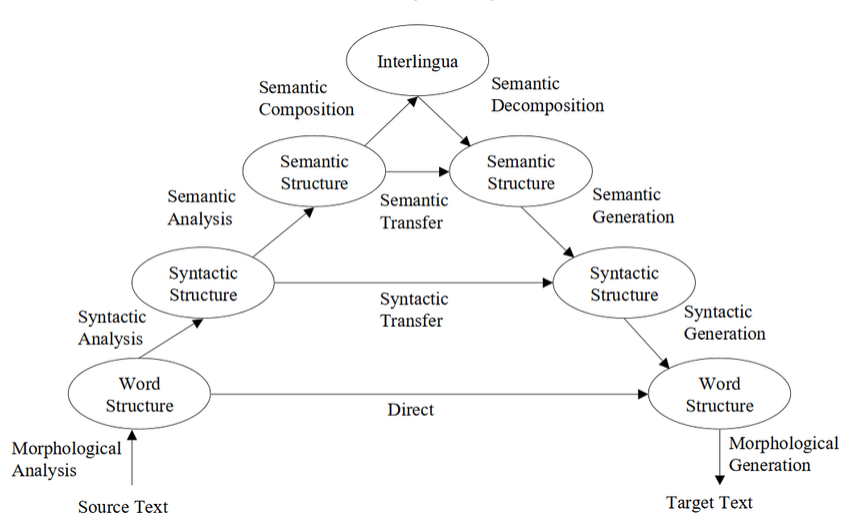 Interlingua
Semantic
Composition
Semantic
Decomposition
Semantic
Structure
Semantic
Structure
Semantic
Analysis
Semantic
Transfer
Semantic
Generation
Syntactic
Structure
Syntactic
Structure
Syntactic
Analysis
Syntactic
Transfer
Syntactic
Generation
Word
Structure
Word
Structure
Direct
Morphological
Analysis
Morphological
Generation
Source Text
Target Text